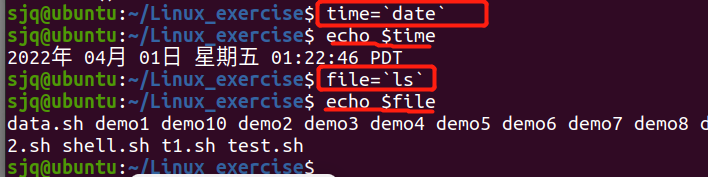 sjq@ubuntu:~/Linux_exercise$ time=`date`
sjq@ubuntu:~/Linux_exercise$ echo $time
2022年 04月 01日 星期五 01:22:46 PDT
sjq@ubuntu:~/Linux_exercise$ file=`ls`
sjq@ubuntu:~/Linux_exercise$ echo $file
data.sh demo1 demo10 demo2 demo3 demo4 demo5 demo6 demo7 demo8 d
2.sh shell.sh t1.sh test.sh
sjq@ubuntu:~/Linux_exercise$